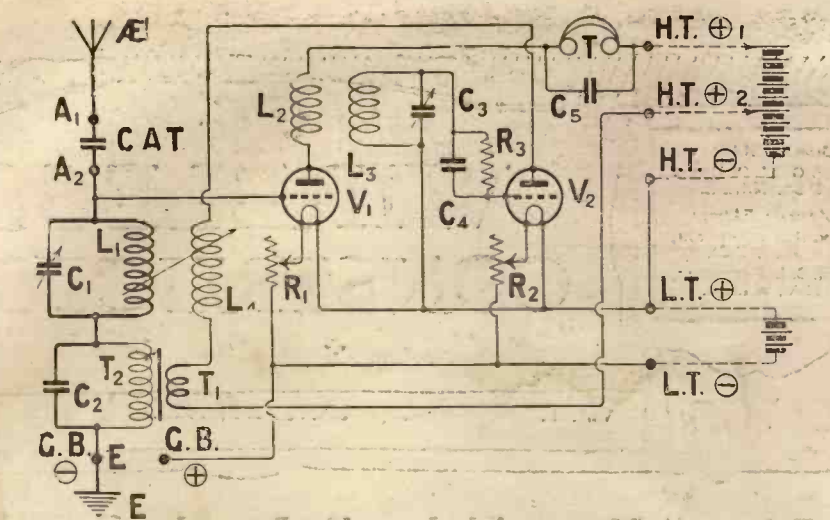 Æ
A₁
CAT
A₂
L₁
C₁
C₂
T₂
T₁
G.B.
⊖
E
G.B.
⊕
E
L₂
L₃
C₃
R₃
C₄
V₁
V₂
R₁
R₂
T
C₅
H.T. ⊕ 1
H.T. ⊕ 2
H.T. ⊖
L.T. ⊕
L.T. ⊖